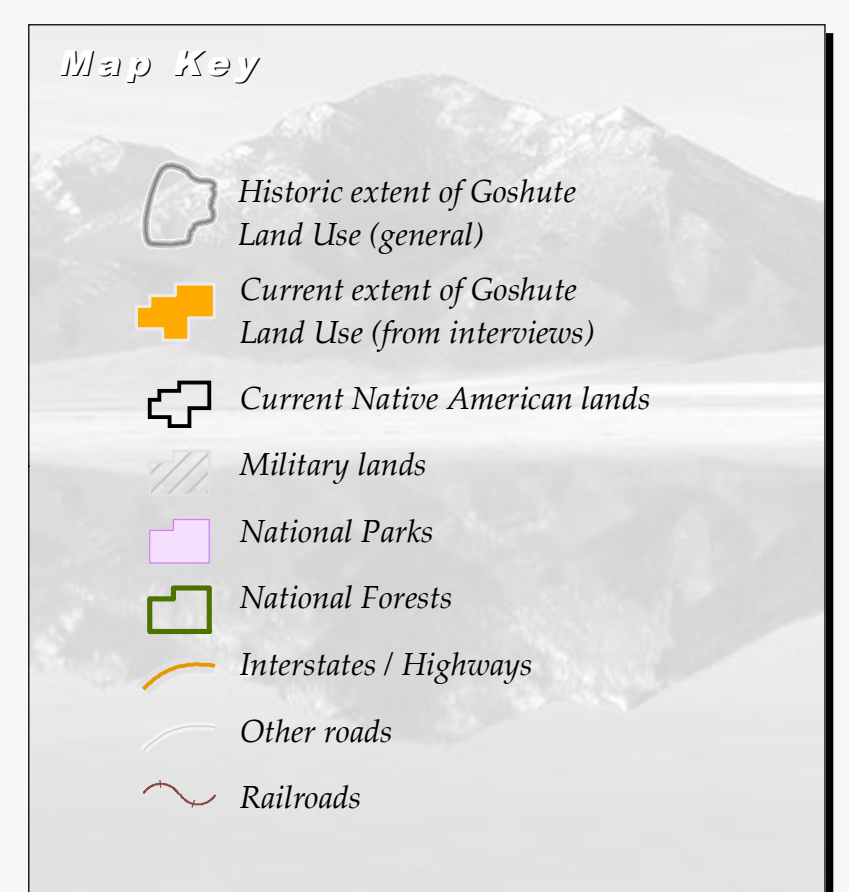 Map Key
Historic extent of Goshute
Land Use (general)
Current extent of Goshute
Land Use (from interviews)
Current Native American lands
Military lands
National Parks
National Forests
Interstates / Highways
Other roads
Railroads